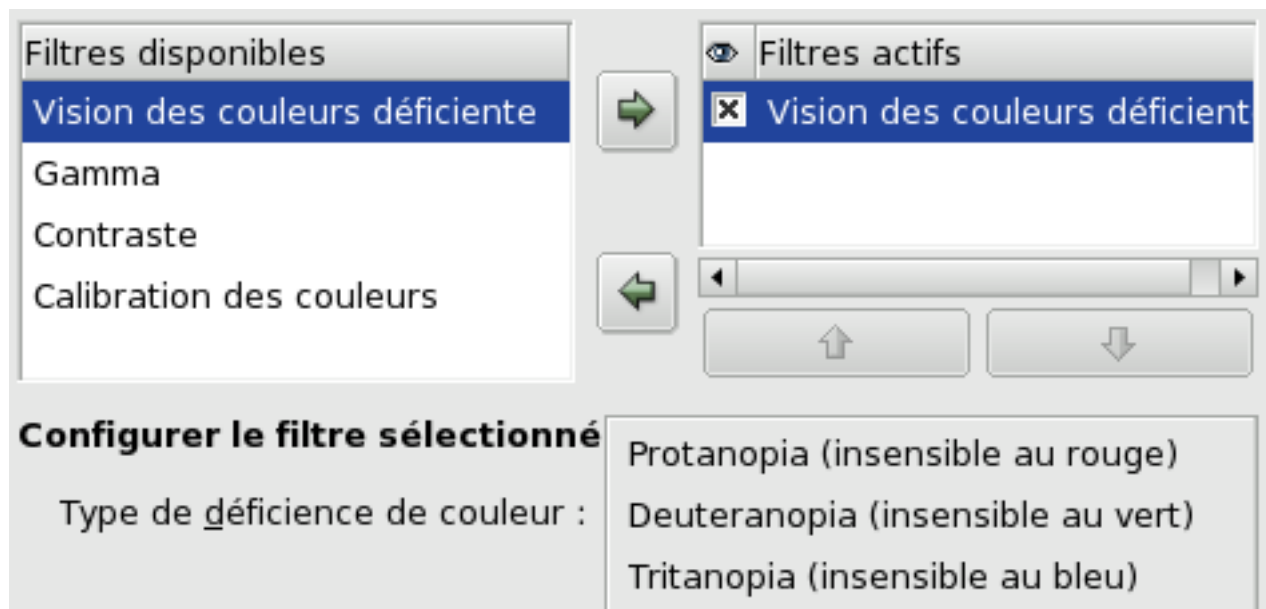 Filtres disponibles
Vision des couleurs déficiente
Gamma
Contraste
Calibration des couleurs
Filtres actifs
Vision des couleurs déficient
Configurer le filtre sélectionné
Type de déficience de couleur :
Protanopia (insensible au rouge)
Deuteranopia (insensible au vert)
Tritanopia (insensible au bleu)